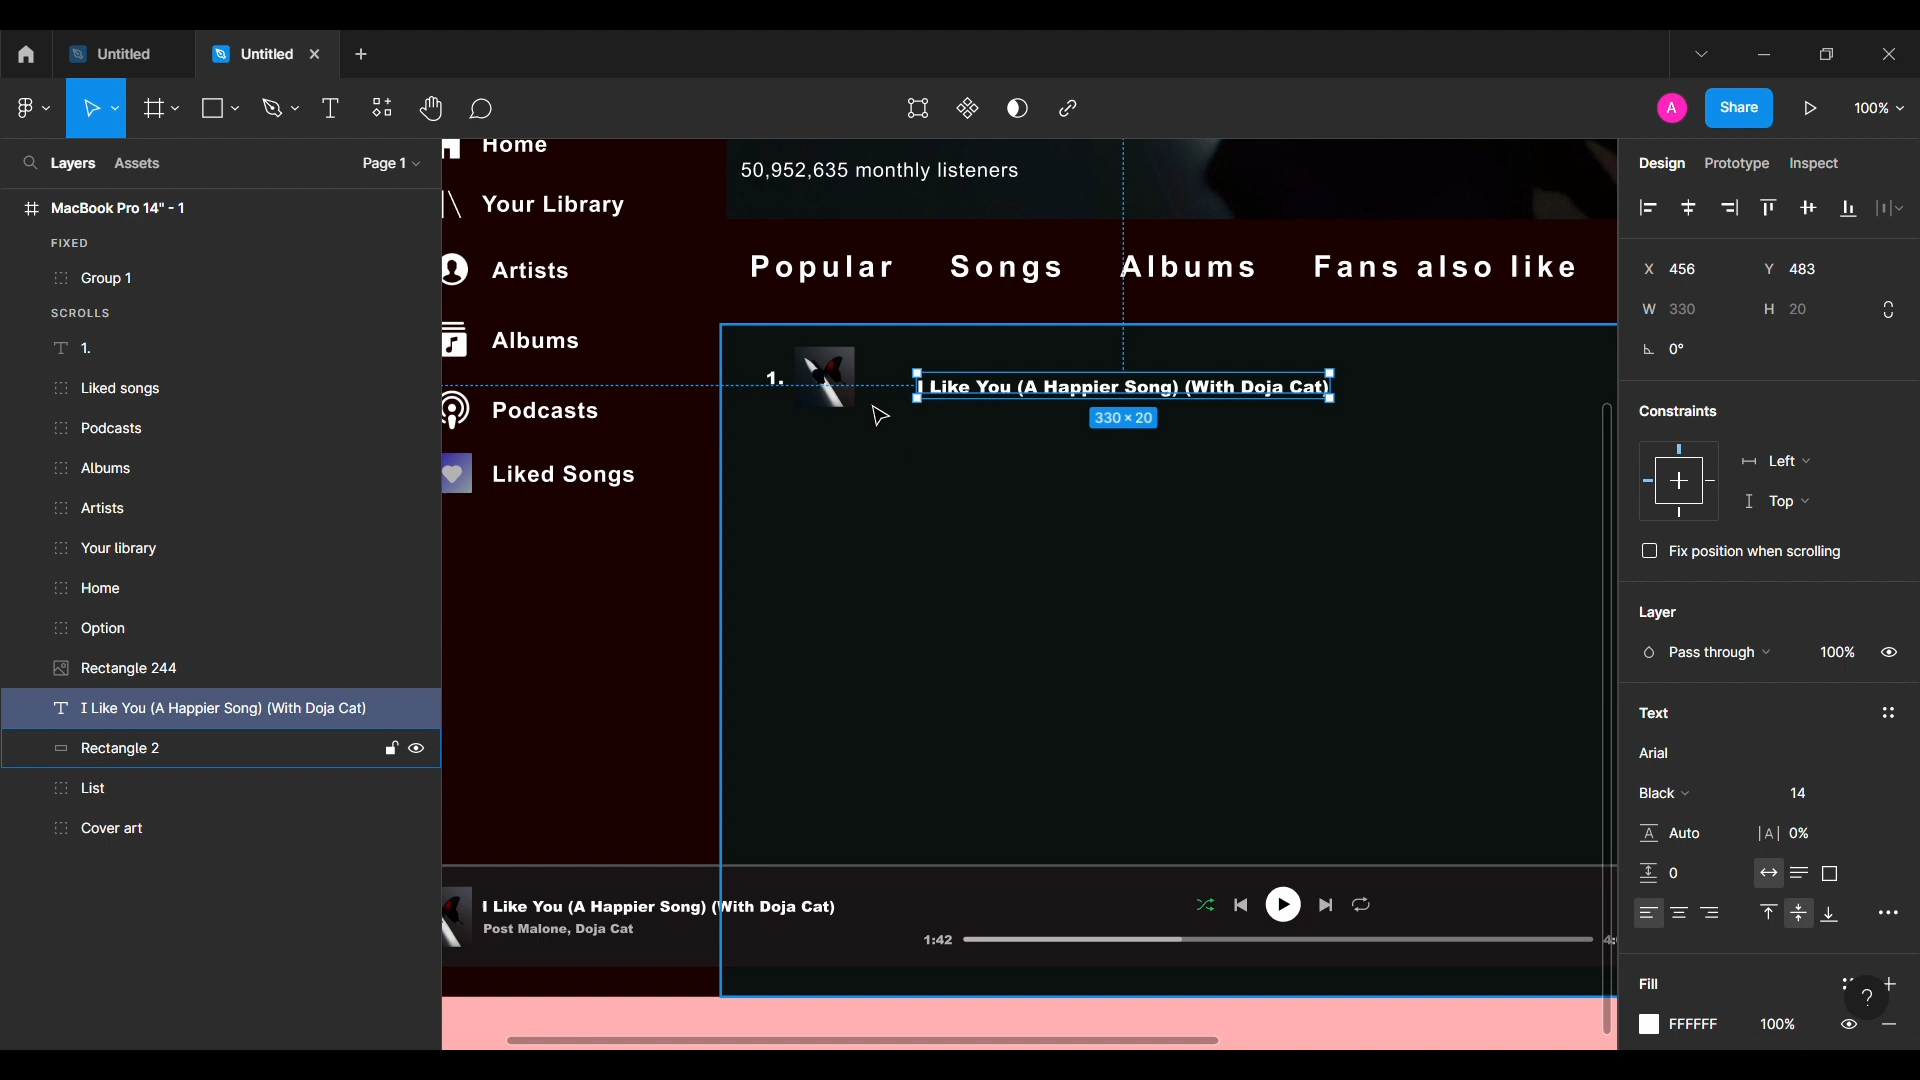 Untitled
Untitled
A
Share
100%
Layers
Assets
Page 1
MacBook Pro 14" - 1
FIXED
Group 1
SCROLLS
1.
Liked songs
Podcasts
Albums
Artists
Your library
Home
Option
Rectangle 244
I Like You (A Happier Song) (With Doja Cat)
Rectangle 2
List
Cover art
Home
Your Library
Artists
Albums
Podcasts
Liked Songs
50,952,635 monthly listeners
Popular
Songs
Albums
Fans also like
1.
I Like You (A Happier Song) (With Doja Cat)
330 × 20
I Like You (A Happier Song) (With Doja Cat)
Post Malone, Doja Cat
1:42
Design
Prototype
Inspect
X 456
Y 483
W 330
H 20
0°
Constraints
Left
Top
Fix position when scrolling
Layer
Pass through
100%
Text
Arial
Black
14
A Auto
|A| 0%
0
Fill
?
FFFFFF
100%